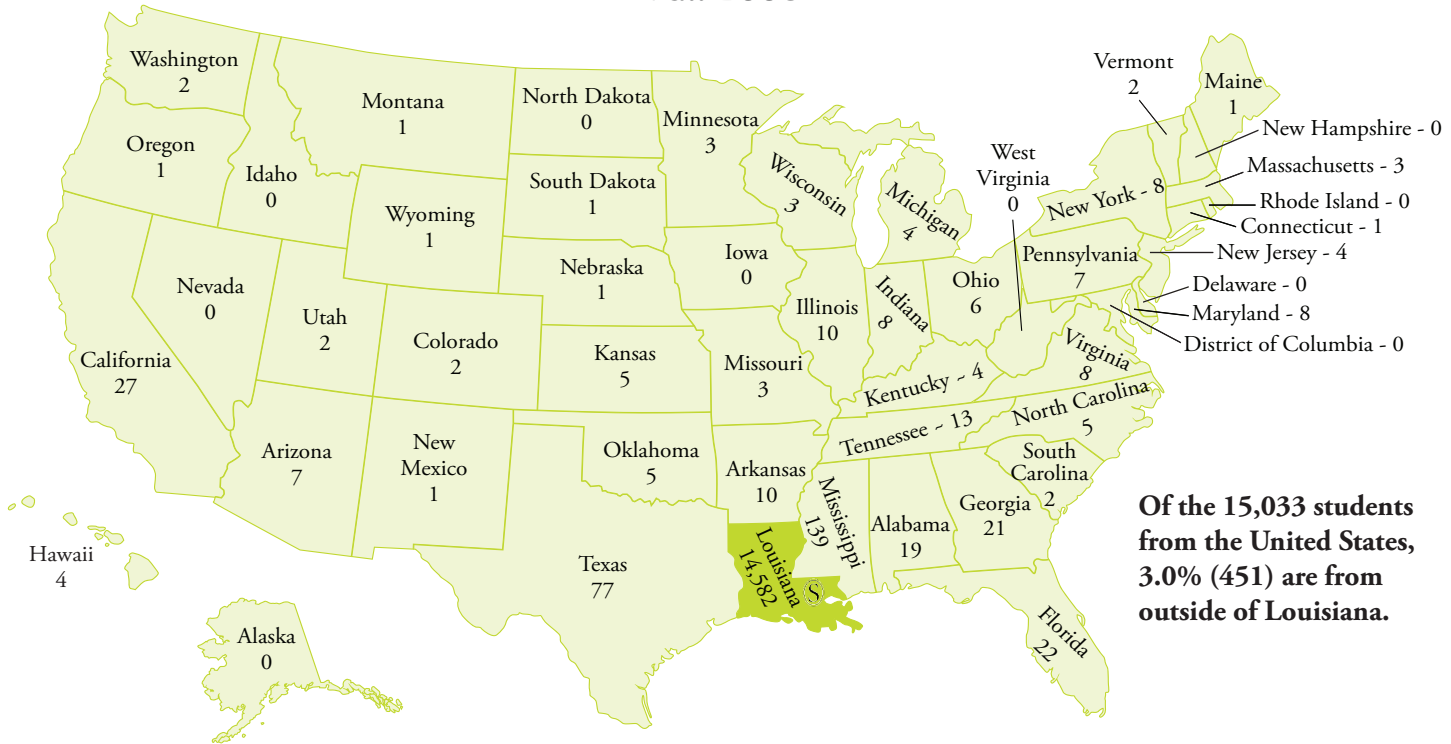 Washington
2
Oregon
1
Idaho
0
Montana
1
North Dakota
0
Minnesota
3
South Dakota
1
Wyoming
1
Nebraska
1
Iowa
0
Wisconsin
3
Michigan
4
Vermont
2
Maine
1
New Hampshire - 0
Massachusetts - 3
Rhode Island - 0
Connecticut - 1
New York - 8
New Jersey - 4
Pennsylvania
7
Delaware - 0
Maryland - 8
District of Columbia - 0
West
Virginia
0
Ohio
6
Indiana
8
Illinois
10
Nevada
0
Utah
2
Colorado
2
Kansas
5
Missouri
3
Kentucky ~ 4
Virginia
8
California
27
Arizona
7
New
Mexico
1
Oklahoma
5
Arkansas
10
Tennessee ~ 13
North Carolina
5
South
Carolina
2
Georgia
21
Alabama
19
Mississippi
139
Louisiana
14,582
S
Texas
77
Florida
22
Hawaii
4
Alaska
0
Of the 15,033 students
from the United States,
3.0% (451) are from
outside of Louisiana.